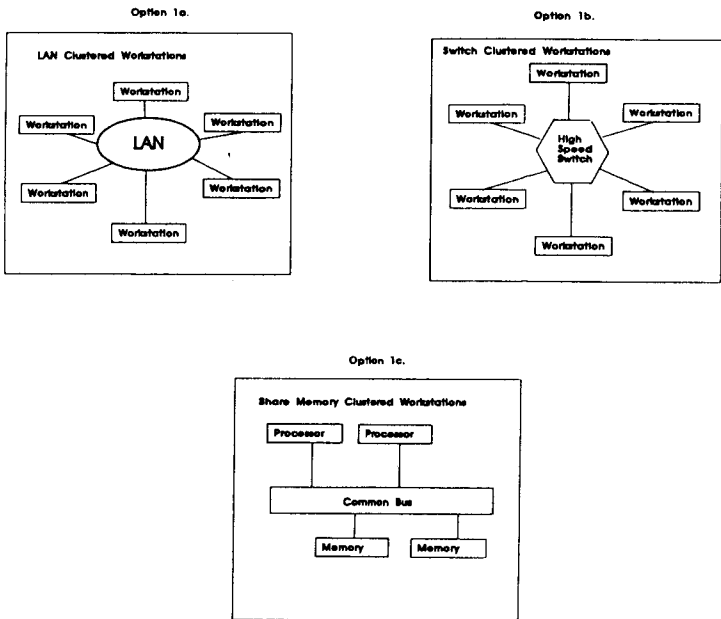 Option 1a.
LAN Clustered Workstations
Workstation
Workstation
Workstation
LAN
Workstation
Workstation
Workstation
Option 1b.
Switch Clustered Workstations
Workstation
Workstation
Workstation
High
Speed
Switch
Workstation
Workstation
Workstation
Option 1c.
Share Memory Clustered Workstations
Processor
Processor
Common Bus
Memory
Memory